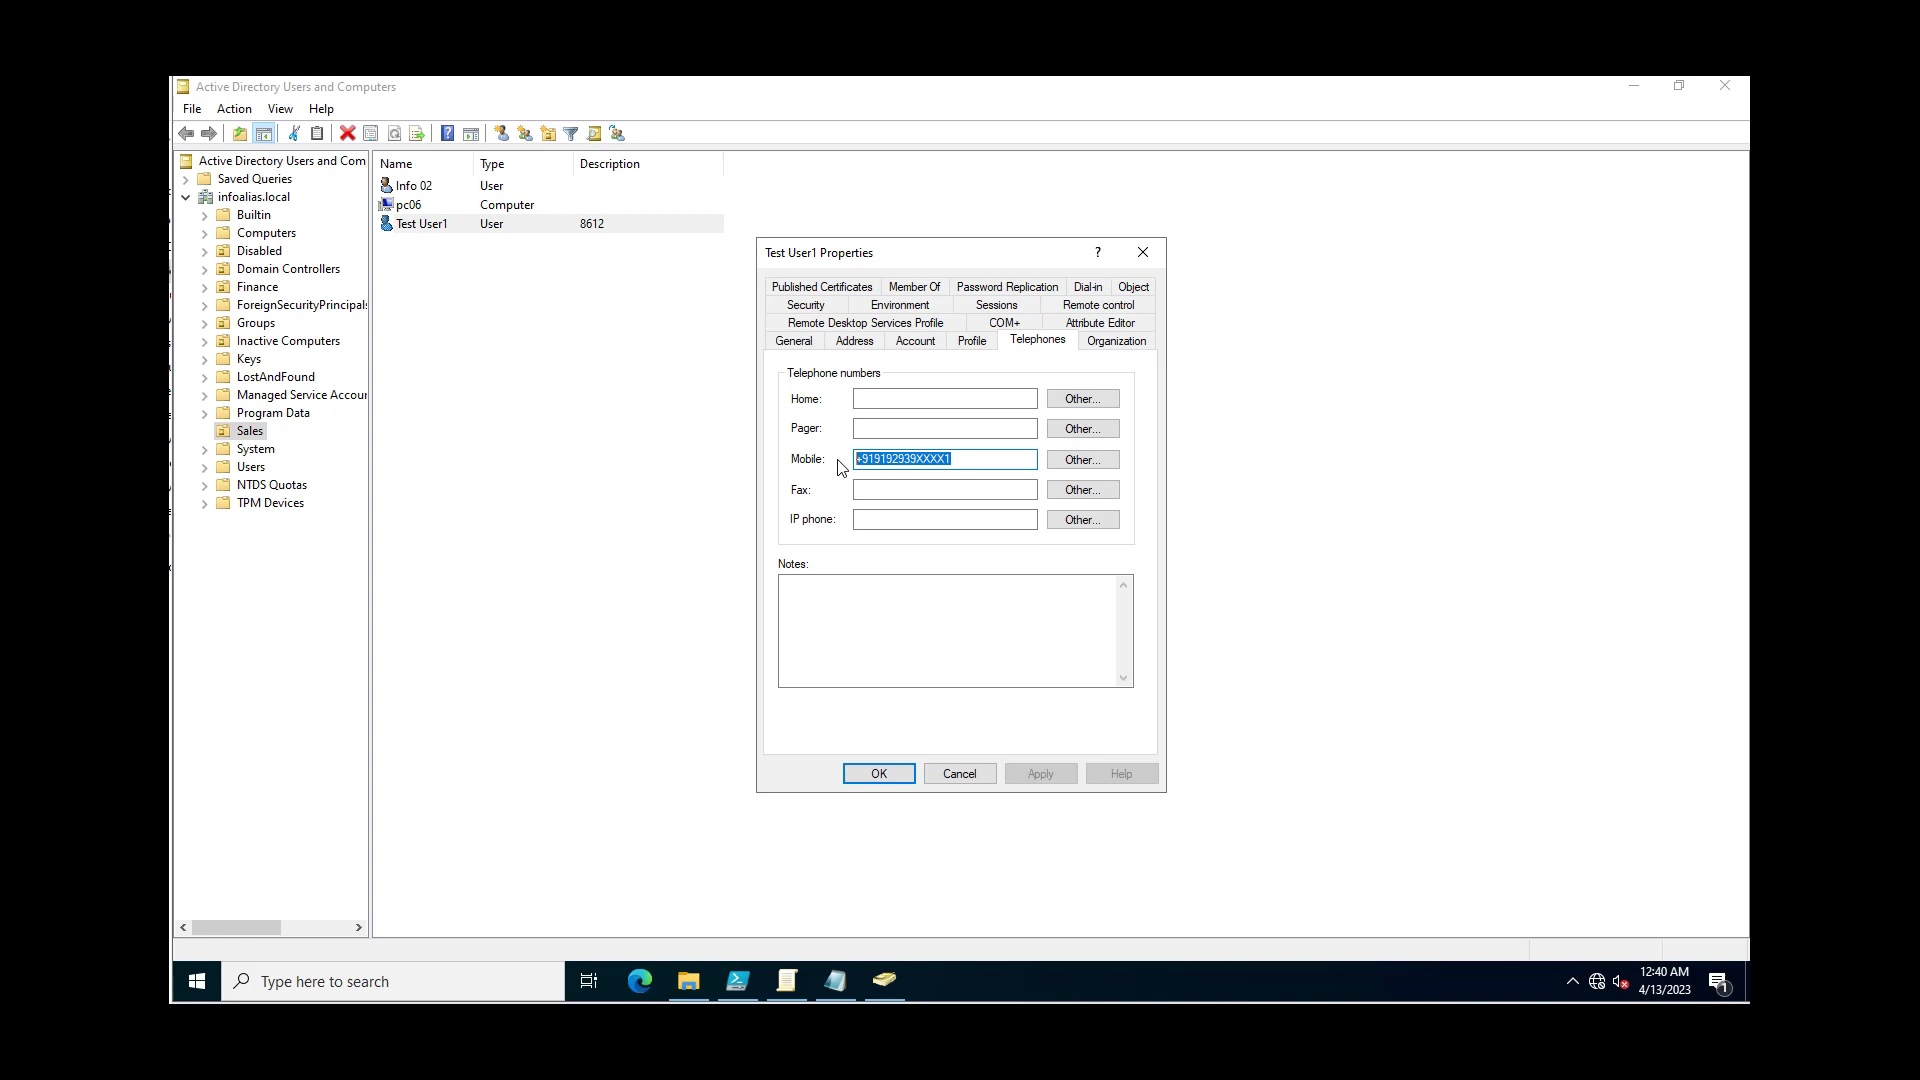 Active Directory Users and Computers
File Action View Help
Active Directory Users and Com
Saved Queries
infoalias.local
Builtin
Computers
Disabled
Domain Controllers
Finance
ForeignSecurityPrincipals
Groups
Inactive Computers
Keys
LostAndFound
Managed Service Accour
Program Data
Sales
System
Users
NTDS Quotas
TPM Devices
Name Type Description
Info 02 User
pc06 Computer
Test User1 User 8612
Test User1 Properties ?
Published Certificates Member Of Password Replication Dial-in Object
Security Environment Sessions Remote control
Remote Desktop Services Profile COM+ Attribute Editor
General Address Account Profile Telephones Organization
Telephone numbers
Home: Other...
Pager: Other...
Mobile: +919192939XXXX1 Other...
Fax: Other...
IP phone: Other...
Notes:
OK Cancel Apply Help
Type here to search
12:40 AM
4/13/2023
1